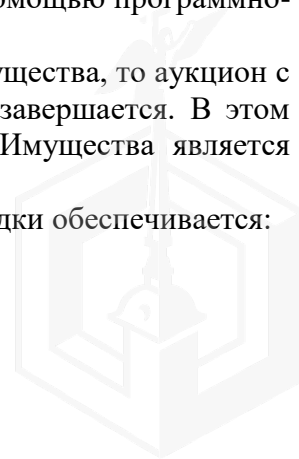 омощью программно-
ущества, то аукцион с
завершается. В этом
Имущества является
дки обеспечивается: